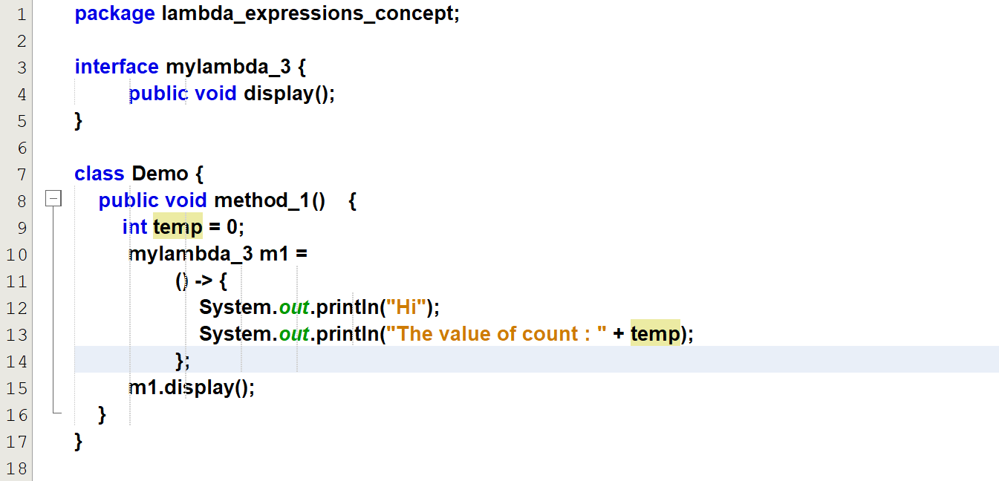 1 package lambda_expressions_concept;
2
3 interface mylambda_3 {
4 public void display();
5 }
6
7 class Demo {
8 public void method_1() {
9 int temp = 0;
10 mylambda_3 m1 =
11 () -> {
12 System.out.println("Hi");
13 System.out.println("The value of count : " + temp);
14 };
15 m1.display();
16 }
17 }
18